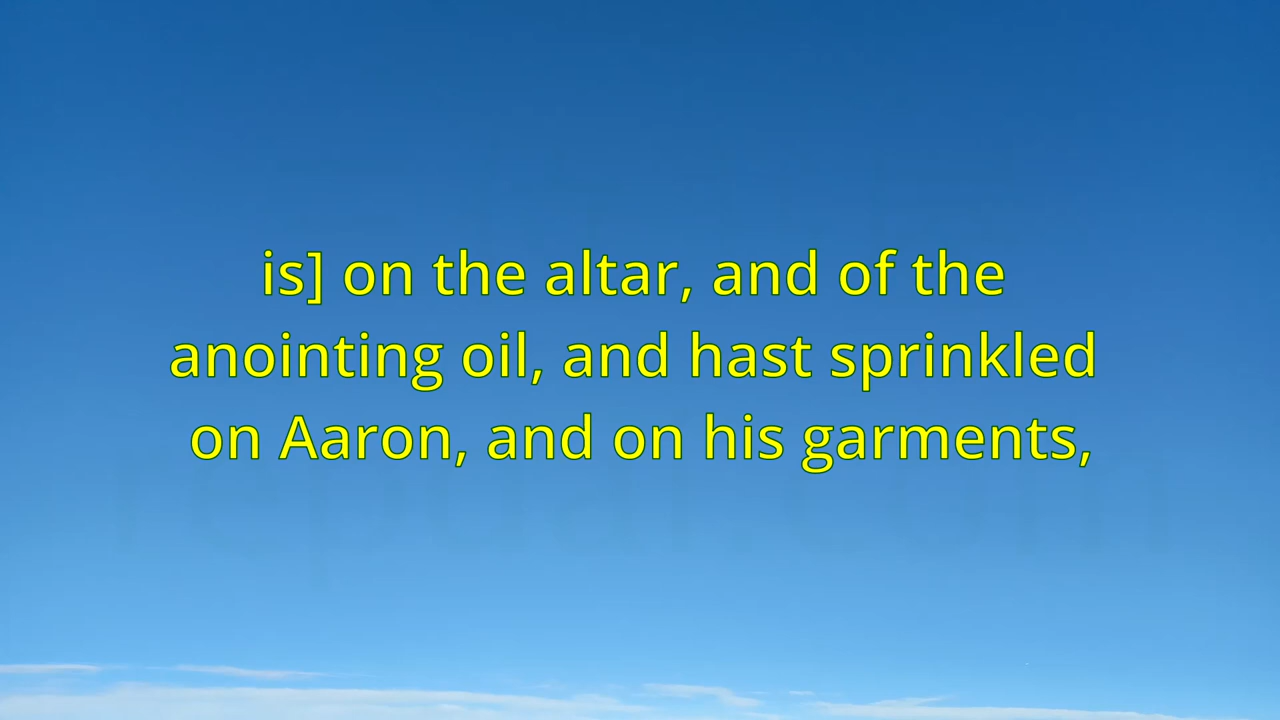 is] on the altar, and of the
anointing oil, and hast sprinkled
on Aaron, and on his garments,